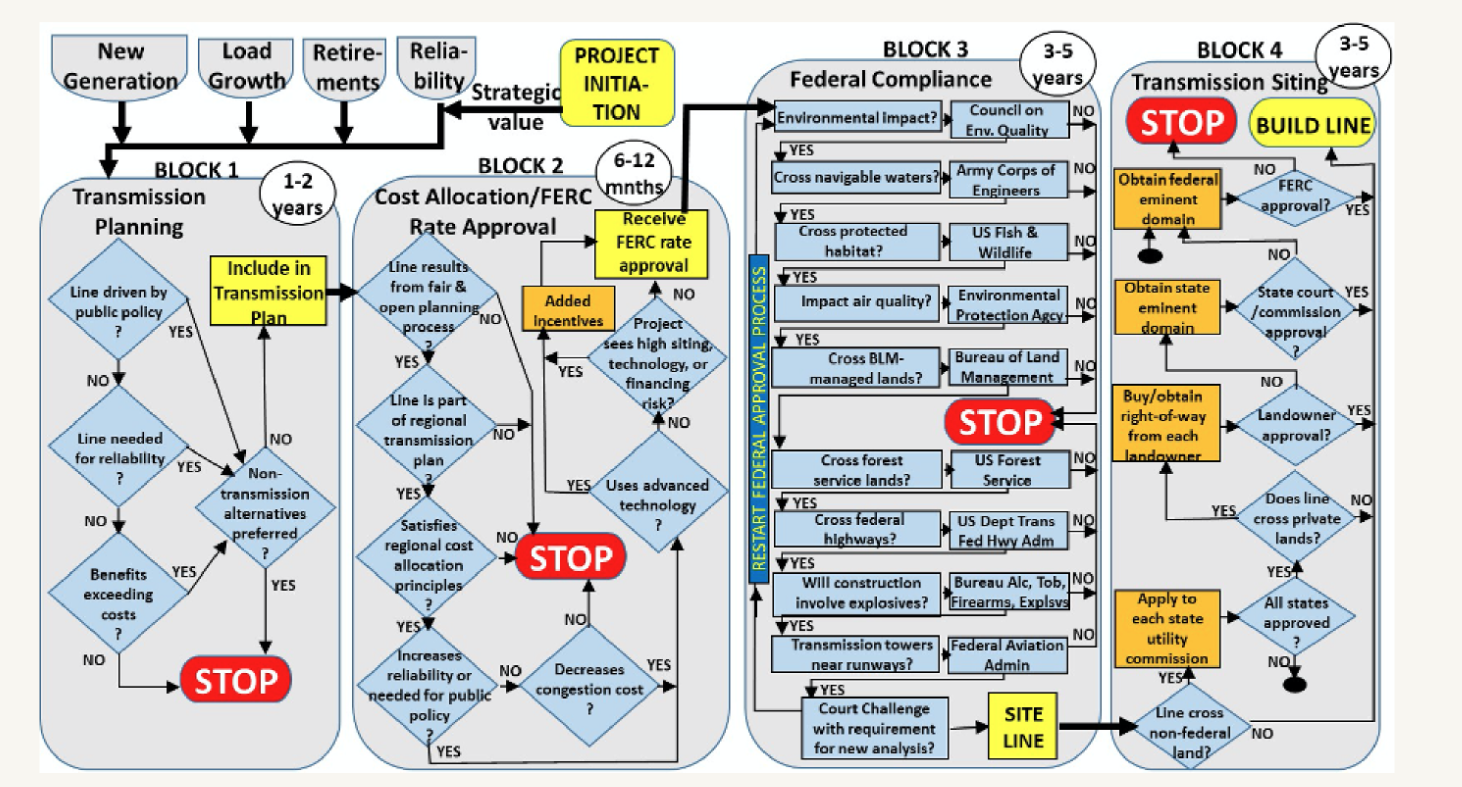 New
Generation
Load
Growth
Retire-
ments
Relia-
bility
Strategic
value
PROJECT
INITIA-
TION
BLOCK 1
1-2
years
Transmission
Planning
Line driven by
public policy
?
YES
NO
Line needed
for reliability
?
YES
NO
Benefits
exceeding
costs
?
YES
NO
Include in
Transmission
Plan
NO
Non-
transmission
alternatives
preferred
?
YES
STOP
BLOCK 2
6-12
mnths
Cost Allocation/FERC
Rate Approval
Line results
from fair &
open planning
process
?
NO
YES
Line is part
of regional
transmission
plan
?
NO
YES
Satisfies
regional cost
allocation
principles
?
NO
YES
STOP
Increases
reliability or
needed for public
policy
?
NO
YES
Decreases
congestion cost
?
NO
YES
Uses advanced
technology
?
YES
NO
Project
sees high siting,
technology, or
financing
risk?
YES
NO
Added
Incentives
Receive
FERC rate
approval
BLOCK 3
3-5
years
Federal Compliance
RESTART FEDERAL APPROVAL PROCESS
Environmental impact?
Council on
Env. Quality
NO
YES
Cross navigable waters?
Army Corps of
Engineers
NO
YES
Cross protected
habitat?
US FIsh &
Wildlife
NO
YES
Impact air quality?
Environmental
Protection Agcy
NO
YES
Cross BLM-
managed lands?
Bureau of Land
Management
NO
STOP
Cross forest
service lands?
US Forest
Service
NO
YES
Cross federal
highways?
US Dept Trans
Fed Hwy Adm
NO
YES
Will construction
involve explosives?
Bureau Alc, Tob,
Firearms, Explsvs
NO
YES
Transmission towers
near runways?
Federal Aviation
Admin
NO
YES
Court Challenge
with requirement
for new analysis?
SITE
LINE
BLOCK 4
3-5
years
Transmission Siting
STOP
BUILD LINE
Obtain federal
eminent
domain
NO
FERC
approval?
YES
NO
Obtain state
eminent
domain
State court
/commission
approval
?
YES
NO
Buy/obtain
right-of-way
from each
landowner
Landowner
approval?
YES
Does line
cross private
lands?
YES
NO
YES
Apply to
each state
utility
commission
All states
approved
?
NO
YES
Line cross
non-federal
land?
NO